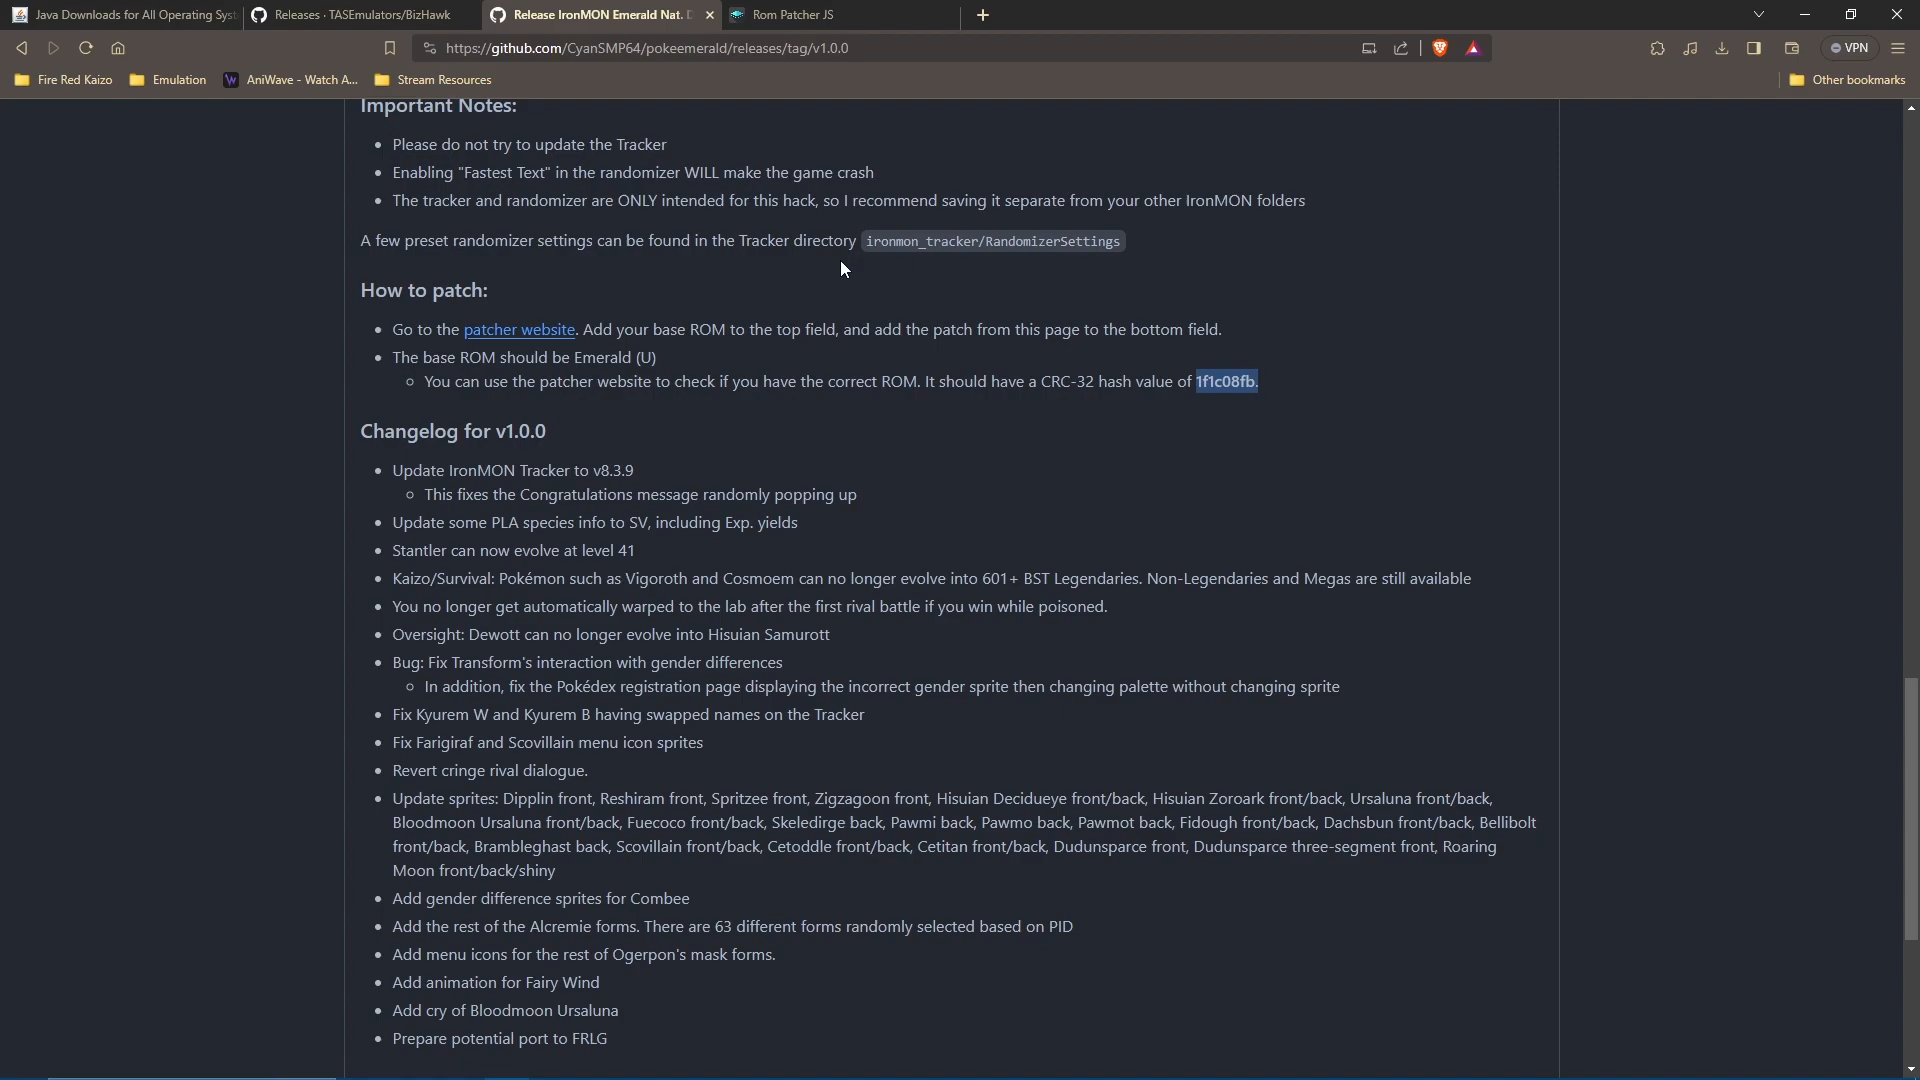 Java Downloads for All Operating Syst
Releases · TASEmulators/BizHawk
Release IronMON Emerald Nat. D
Rom Patcher JS
https://github.com/CyanSMP64/pokeemerald/releases/tag/v1.0.0
VPN
Fire Red Kaizo
Emulation
AniWave - Watch A...
Stream Resources
Other bookmarks
Important Notes:
Please do not try to update the Tracker
Enabling "Fastest Text" in the randomizer WILL make the game crash
The tracker and randomizer are ONLY intended for this hack, so I recommend saving it separate from your other IronMON folders
A few preset randomizer settings can be found in the Tracker directory ironmon_tracker/RandomizerSettings
How to patch:
Go to the patcher website. Add your base ROM to the top field, and add the patch from this page to the bottom field.
The base ROM should be Emerald (U)
You can use the patcher website to check if you have the correct ROM. It should have a CRC-32 hash value of 1f1c08fb.
Changelog for v1.0.0
Update IronMON Tracker to v8.3.9
This fixes the Congratulations message randomly popping up
Update some PLA species info to SV, including Exp. yields
Stantler can now evolve at level 41
Kaizo/Survival: Pokémon such as Vigoroth and Cosmoem can no longer evolve into 601+ BST Legendaries. Non-Legendaries and Megas are still available
You no longer get automatically warped to the lab after the first rival battle if you win while poisoned.
Oversight: Dewott can no longer evolve into Hisuian Samurott
Bug: Fix Transform's interaction with gender differences
In addition, fix the Pokédex registration page displaying the incorrect gender sprite then changing palette without changing sprite
Fix Kyurem W and Kyurem B having swapped names on the Tracker
Fix Farigiraf and Scovillain menu icon sprites
Revert cringe rival dialogue.
Update sprites: Dipplin front, Reshiram front, Spritzee front, Zigzagoon front, Hisuian Decidueye front/back, Hisuian Zoroark front/back, Ursaluna front/back,
Bloodmoon Ursaluna front/back, Fuecoco front/back, Skeledirge back, Pawmi back, Pawmo back, Pawmot back, Fidough front/back, Dachsbun front/back, Bellibolt
front/back, Brambleghast back, Scovillain front/back, Cetoddle front/back, Cetitan front/back, Dudunsparce front, Dudunsparce three-segment front, Roaring
Moon front/back/shiny
Add gender difference sprites for Combee
Add the rest of the Alcremie forms. There are 63 different forms randomly selected based on PID
Add menu icons for the rest of Ogerpon's mask forms.
Add animation for Fairy Wind
Add cry of Bloodmoon Ursaluna
Prepare potential port to FRLG